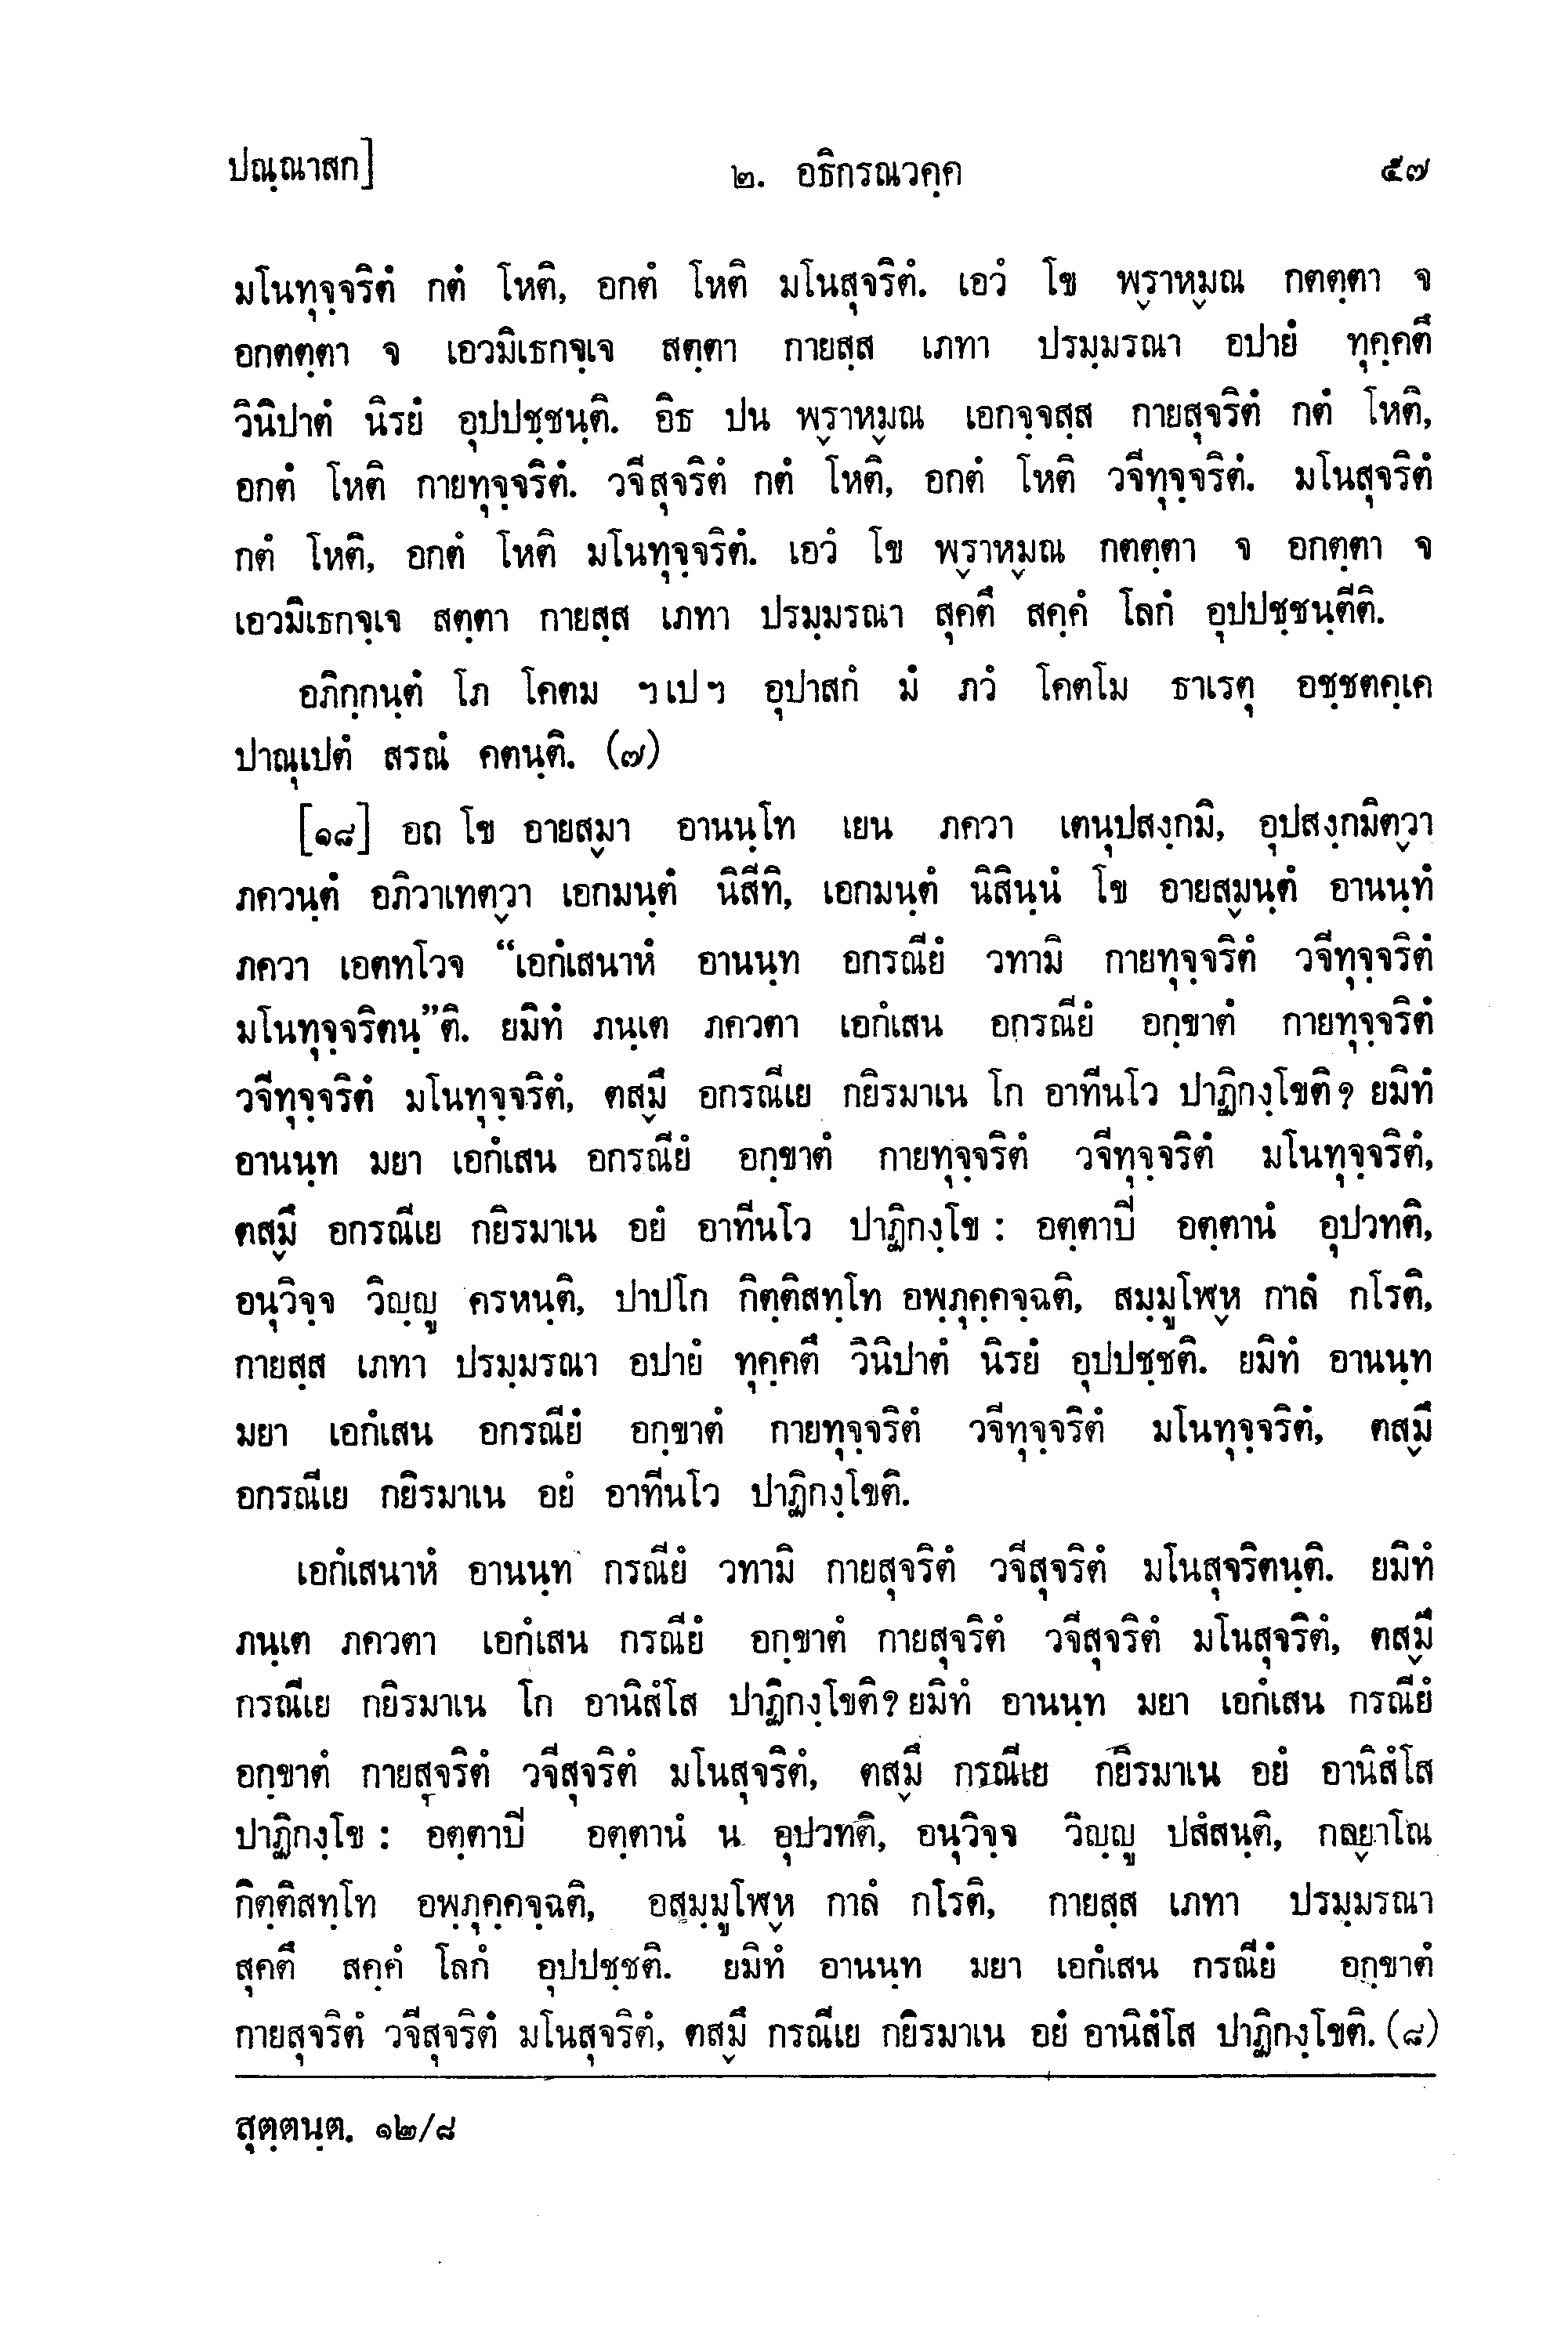 ปณฺณาสก]
๒. อธิกรณวคฺค
๕๗
มโนทุจฺจริตํ กตํ โหติ, อกตํ โหติ มโนสุจริตํ. เอวํ โข พฺราหฺมณ กตตฺตา จ
อกตตฺตา จ เอวมิเธกจฺเจ สตฺตา กายสฺส เภทา ปรมฺมรณา อปายํ ทุคฺคตึ
วินิปาตํ นิรยํ อุปปชฺชนฺติ. อิธ ปน พฺราหฺมณ เอกจฺจสฺส กายสุจริตํ กตํ โหติ,
อกตํ โหติ กายทุจฺจริตํ. วจีสุจริตํ กตํ โหติ, อกตํ โหติ วจีทุจฺจริตํ. มโนสุจริตํ
กตํ โหติ, อกตํ โหติ มโนทุจฺจริตํ. เอวํ โข พฺราหฺมณ กตตฺตา จ อกตฺตา จ
เอวมิเธกจฺเจ สตฺตา กายสฺส เภทา ปรมฺมรณา สุคตึ สคฺคํ โลกํ อุปปชฺชนฺตีติ.
อภิกฺกนฺตํ โภ โคตม ฯเปฯ อุปาสกํ มํ ภวํ โคตโม ธาเรตุ อชฺชตคฺเค
ปาณุเปตํ สรณํ คตนฺติ. (๗)
[๑๘] อถ โข อายสฺมา อานนฺโท เยน ภควา เตนุปสงฺกมิ, อุปสงฺกมิตฺวา
ภควนฺตํ อภิวาเทตฺวา เอกมนฺตํ นิสีทิ, เอกมนฺตํ นิสินฺนํ โข อายสฺมนฺตํ อานนฺทํ
ภควา เอตทโวจ “เอกํเสนาหํ อานนฺท อกรณียํ วทามิ กายทุจฺจริตํ วจีทุจฺจริตํ
มโนทุจฺจริตนฺ”ติ. ยมิทํ ภนฺเต ภควตา เอกํเสน อกรณียํ อกฺขาตํ กายทุจฺจริตํ
วจีทุจฺจริตํ มโนทุจฺจริตํ, ตสฺมึ อกรณีเย กยิรมาเน โก อาทีนโว ปาฏิกงฺโขติ? ยมิทํ
อานนฺท มยา เอกํเสน อกรณียํ อกฺขาตํ กายทุจฺจริตํ วจีทุจฺจริตํ มโนทุจฺจริตํ,
ตสฺมึ อกรณีเย กยิรมาเน อยํ อาทีนโว ปาฏิกงฺโข : อตฺตาปี อตฺตานํ อุปวทติ,
อนุวิจฺจ วิญฺญู ครหนฺติ, ปาปโก กิตฺติสทฺโท อพฺภุคฺคจฺฉติ, สมฺมูโฬฺห กาลํ กโรติ,
กายสฺส เภทา ปรมฺมรณา อปายํ ทุคฺคตึ วินิปาตํ นิรยํ อุปปชฺชติ. ยมิทํ อานนฺท
มยา เอกํเสน อกรณียํ อกฺขาตํ กายทุจฺจริตํ วจีทุจฺจริตํ มโนทุจฺจริตํ, ตสฺมึ
อกรณีเย กยิรมาเน อยํ อาทีนโว ปาฏิกงฺโขติ.
เอกํเสนาหํ อานนฺท กรณียํ วทามิ กายสุจริตํ วจีสุจริตํ มโนสุจริตนฺติ. ยมิทํ
ภนฺเต ภควตา เอกํเสน กรณียํ อกฺขาตํ กายสุจริตํ วจีสุจริตํ มโนสุจริตํ, ตสฺมึ
กรณีเย กยิรมาเน โก อานิสํโส ปาฏิกงฺโขติ? ยมิทํ อานนฺท มยา เอกํเสน กรณียํ
อกฺขาตํ กายสุจริตํ วจีสุจริตํ มโนสุจริตํ, ตสฺมึ กรณีเย กยิรมาเน อยํ อานิสํโส
ปาฏิกงฺโข : อตฺตาปี อตฺตานํ น อุปวทติ, อนุวิจฺจ วิญฺญู ปสํสนฺติ, กลฺยาโณ
กิตฺติสทฺโท อพฺภุคฺคจฺฉติ, อสมฺมูโฬฺห กาลํ กโรติ, กายสฺส เภทา ปรมฺมรณา
สุคตึ สคฺคํ โลกํ อุปปชฺชติ. ยมิทํ อานนฺท มยา เอกํเสน กรณียํ อกฺขาตํ
กายสุจริตํ วจีสุจริตํ มโนสุจริตํ, ตสฺมึ กรณีเย กยิรมาเน อยํ อานิสํโส ปาฏิกงฺโขติ. (๘)
สุตฺตนฺต. ๑๒/๘